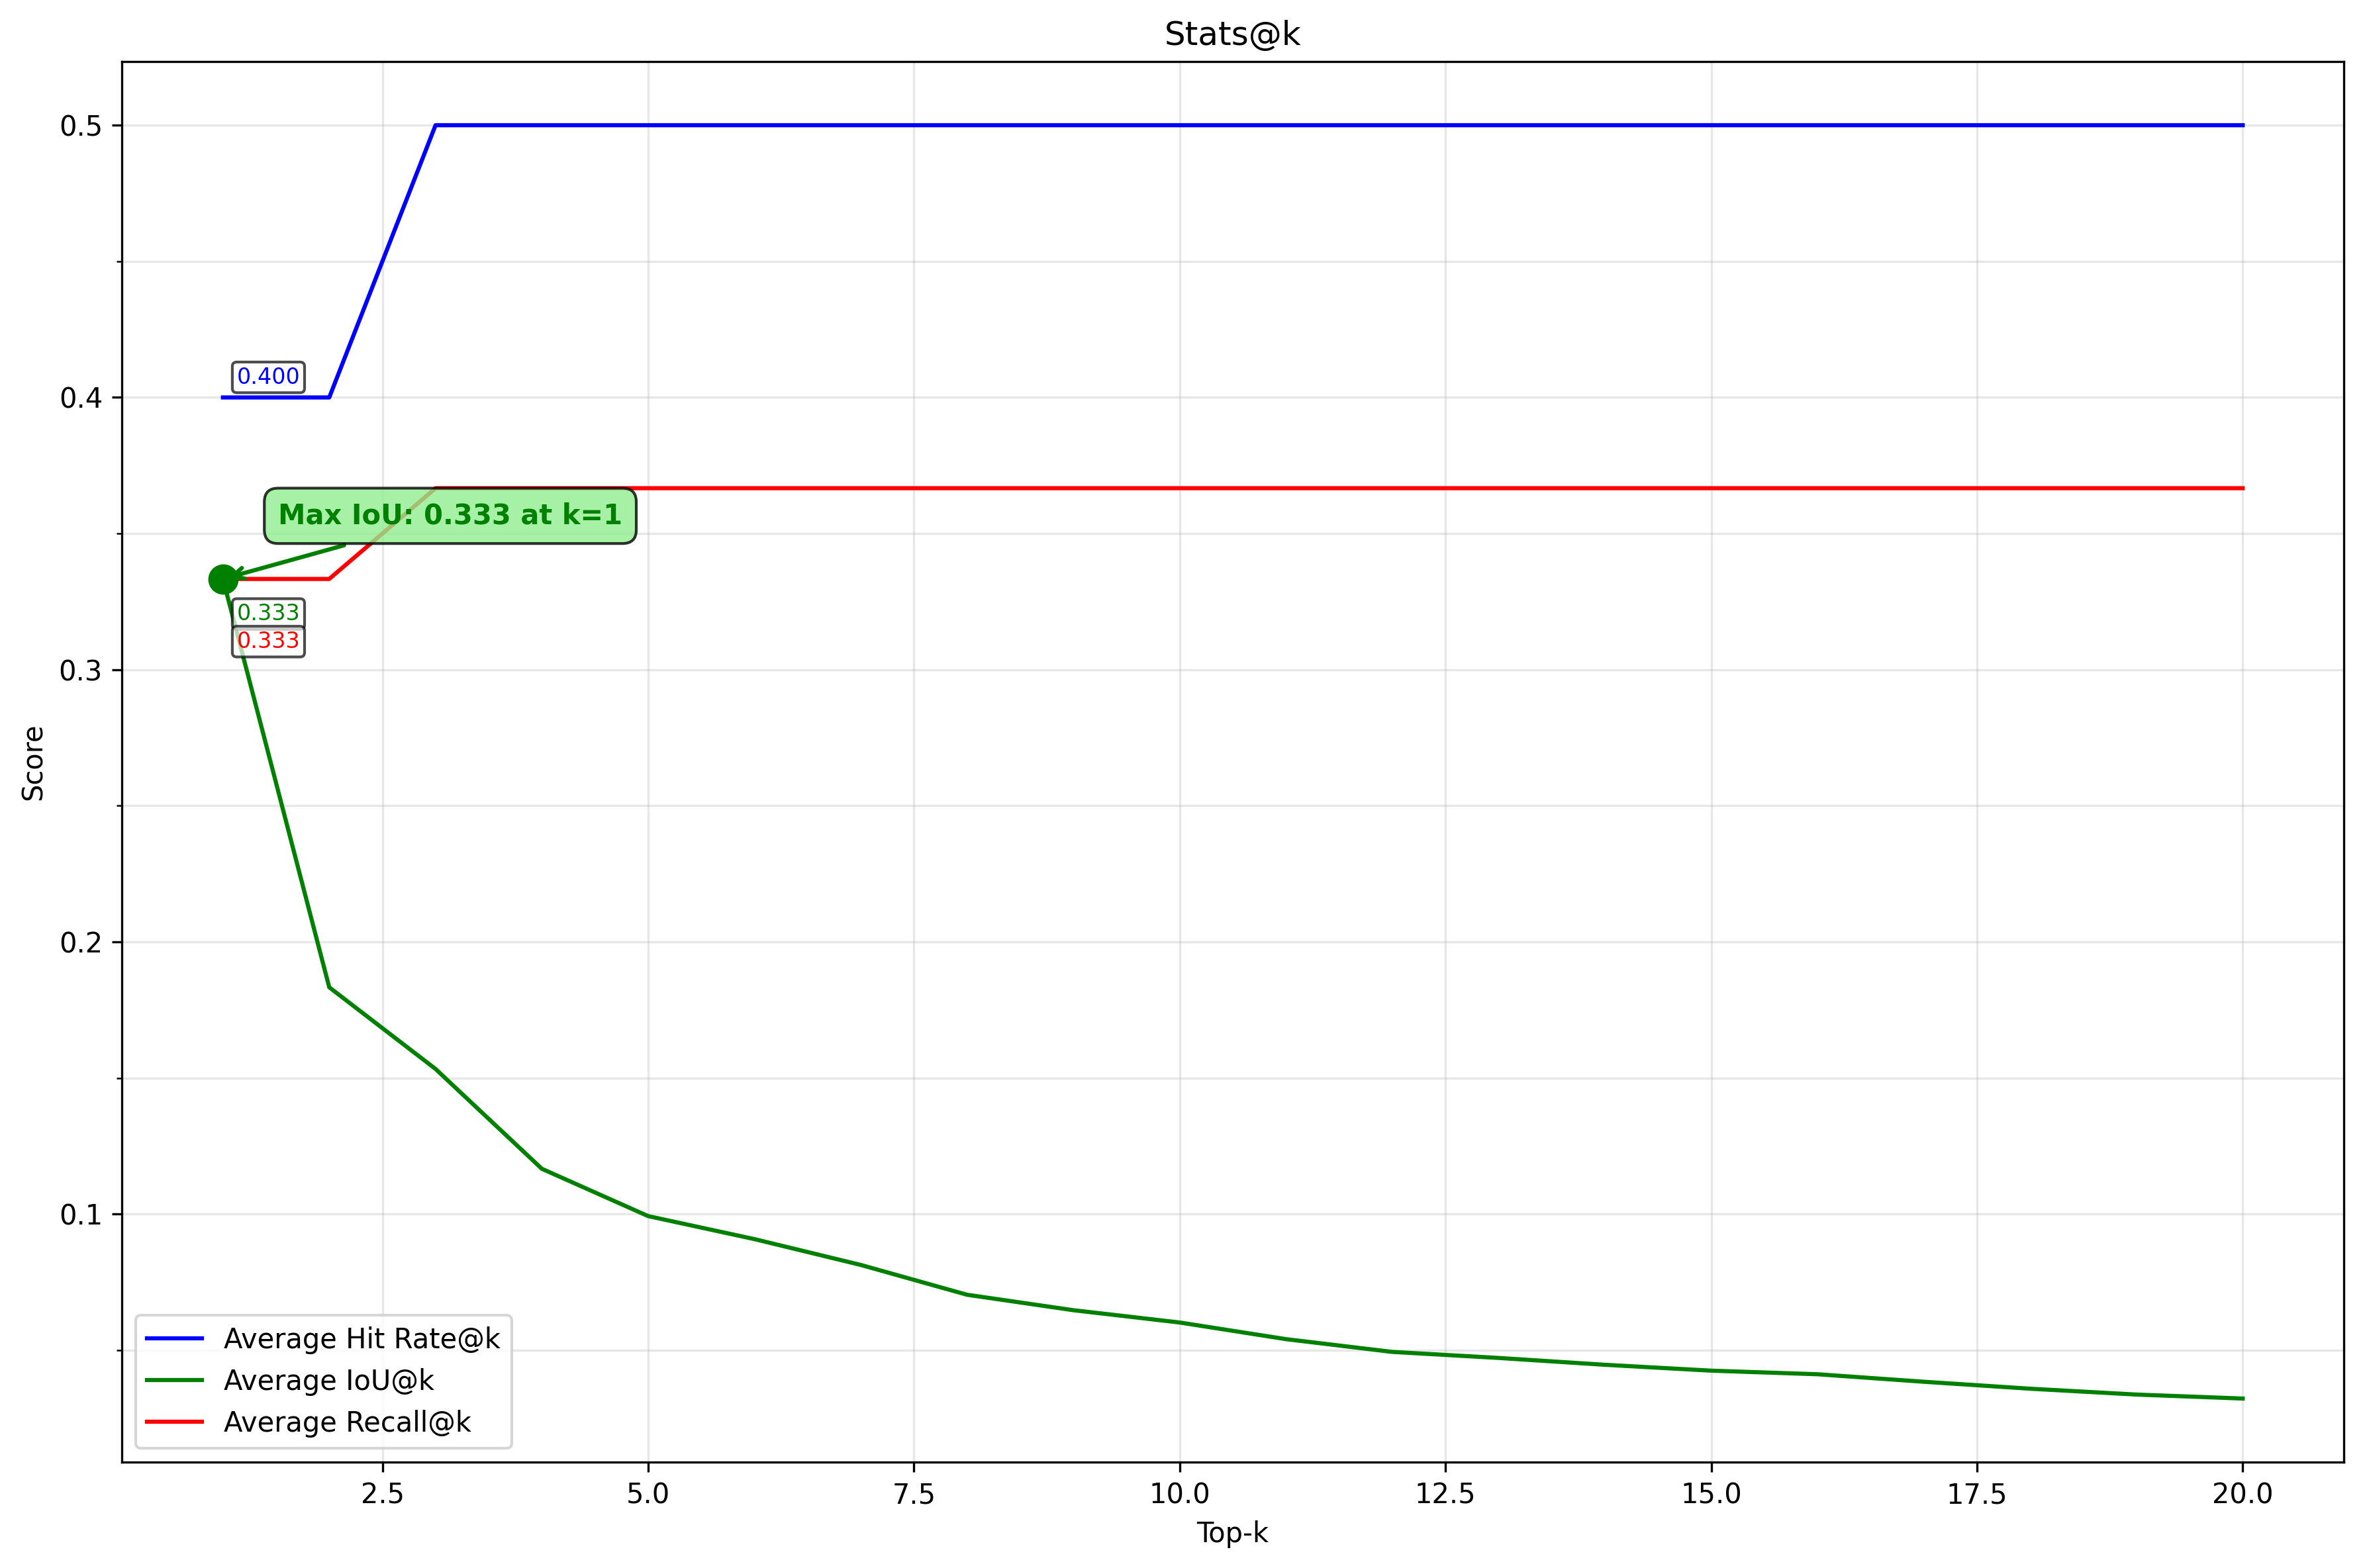 Stats@k
0.5
0.4
0.3
0.2
0.1
Score
0.400
Max IoU: 0.333 at k=1
0.333
0.333
Average Hit Rate@k
Average IoU@k
Average Recall@k
2.5 5.0 7.5 10.0 12.5 15.0 17.5 20.0
Top-k